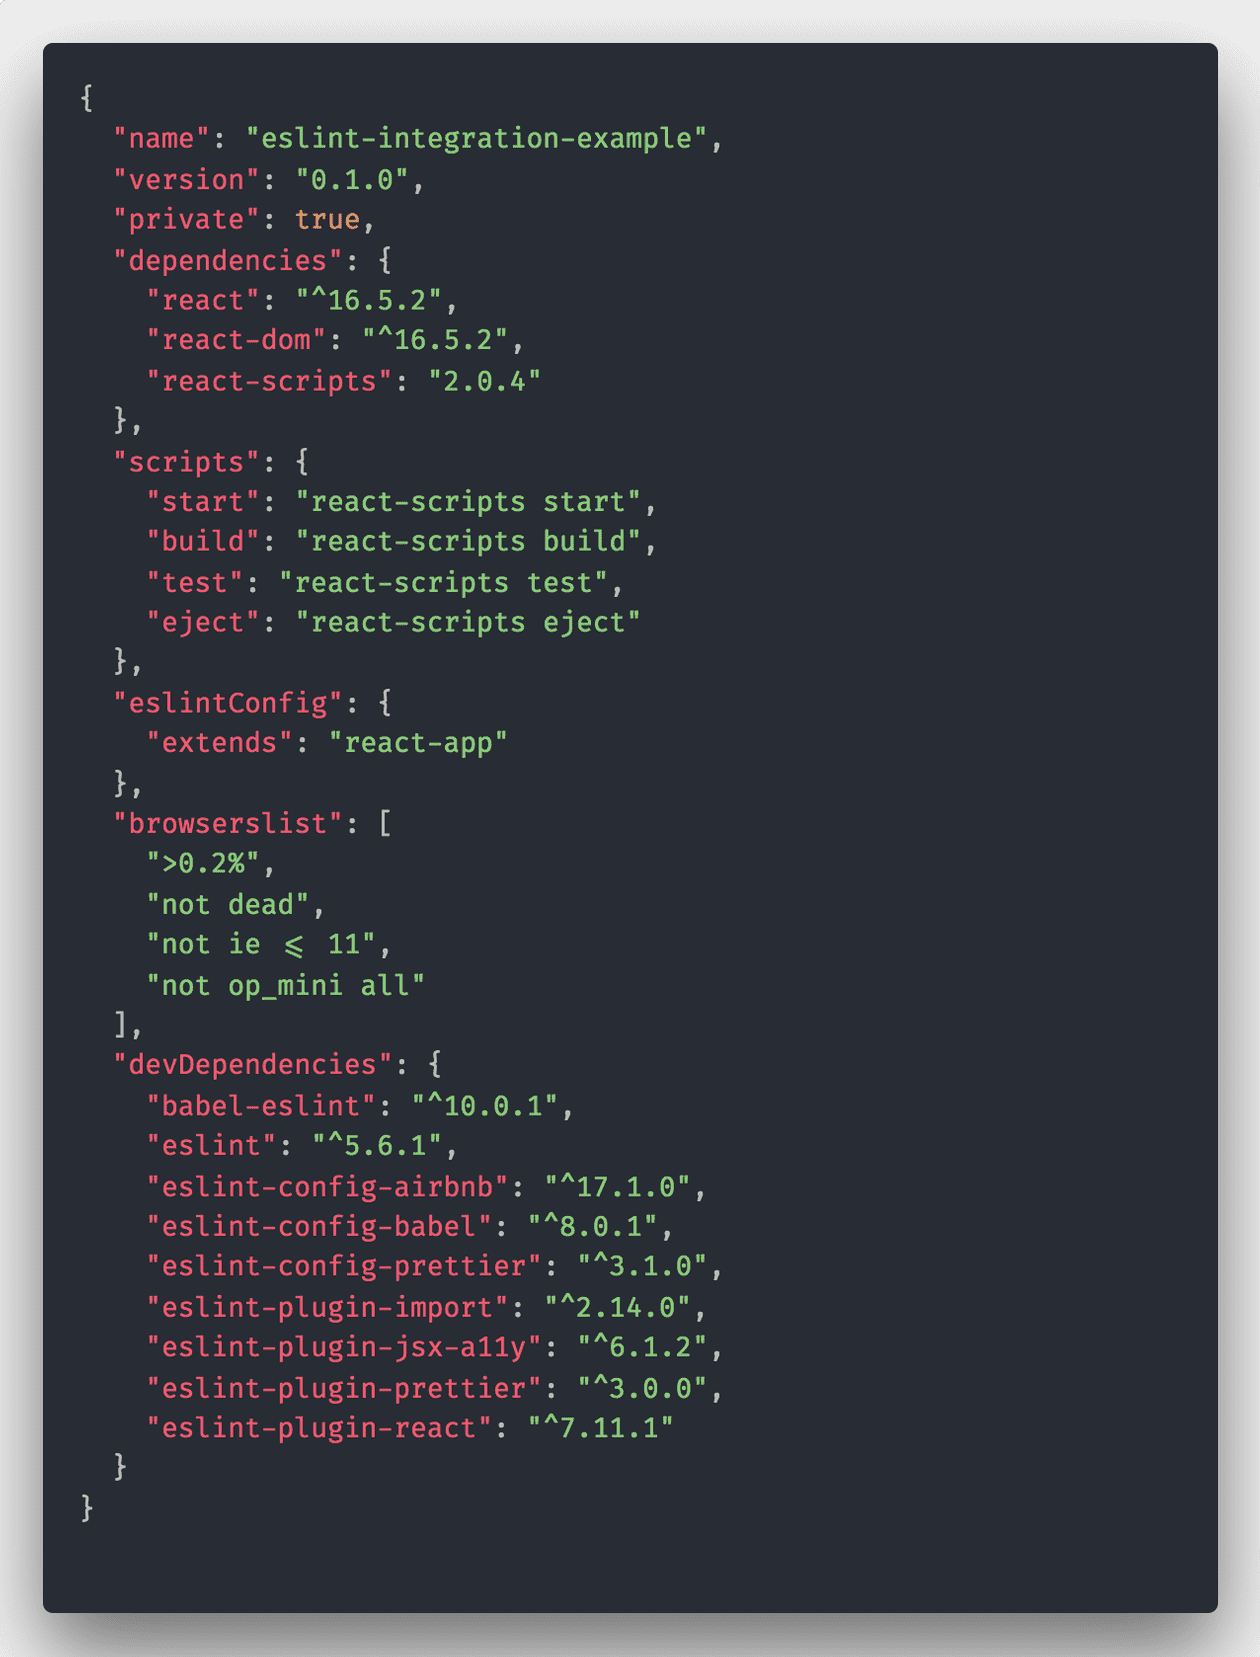 {
  "name": "eslint-integration-example",
  "version": "0.1.0",
  "private": true,
  "dependencies": {
    "react": "^16.5.2",
    "react-dom": "^16.5.2",
    "react-scripts": "2.0.4"
  },
  "scripts": {
    "start": "react-scripts start",
    "build": "react-scripts build",
    "test": "react-scripts test",
    "eject": "react-scripts eject"
  },
  "eslintConfig": {
    "extends": "react-app"
  },
  "browserslist": [
    ">0.2%",
    "not dead",
    "not ie <= 11",
    "not op_mini all"
  ],
  "devDependencies": {
    "babel-eslint": "^10.0.1",
    "eslint": "^5.6.1",
    "eslint-config-airbnb": "^17.1.0",
    "eslint-config-babel": "^8.0.1",
    "eslint-config-prettier": "^3.1.0",
    "eslint-plugin-import": "^2.14.0",
    "eslint-plugin-jsx-a11y": "^6.1.2",
    "eslint-plugin-prettier": "^3.0.0",
    "eslint-plugin-react": "^7.11.1"
  }
}